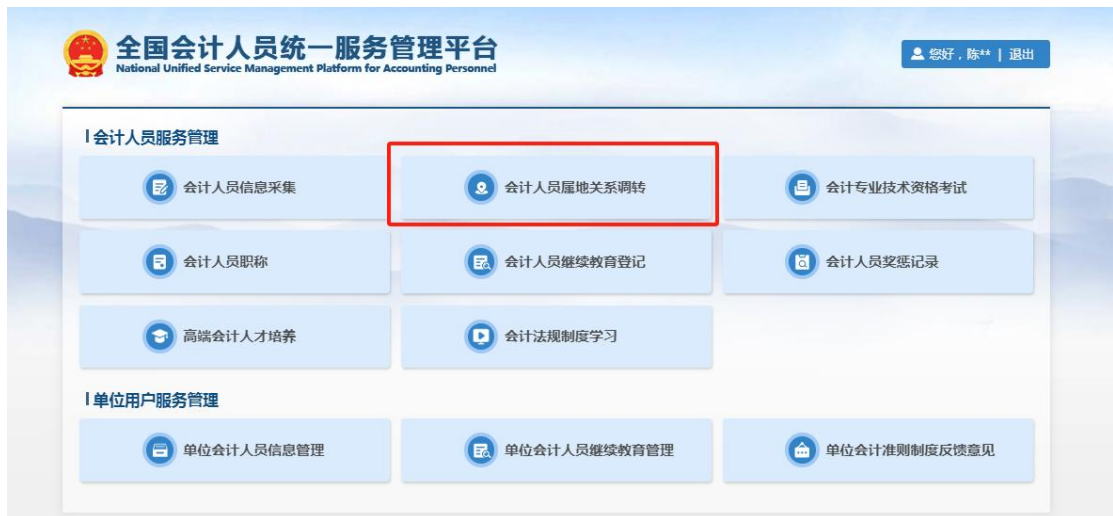 全国会计人员统一服务管理平台
National Unified Service Management Platform for Accounting Personnel
您好，陈** | 退出
会计人员服务管理
会计人员信息采集
会计人员属地关系调转
会计专业技术资格考试
会计人员职称
会计人员继续教育登记
会计人员奖惩记录
高端会计人才培养
会计法规制度学习
单位用户服务管理
单位会计人员信息管理
单位会计人员继续教育管理
单位会计准则制度反馈意见